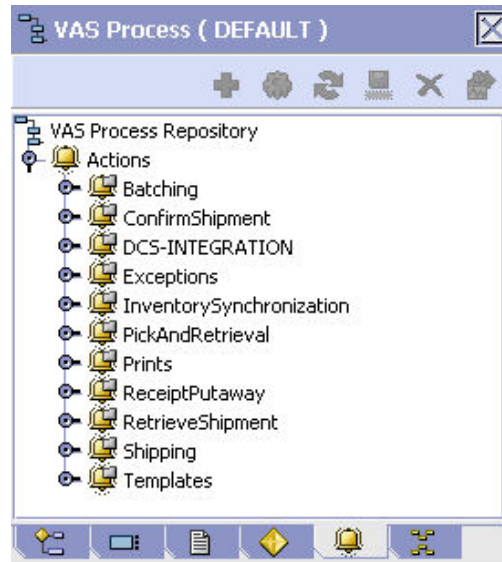 VAS Process ( DEFAULT )
VAS Process Repository
Actions
Batching
ConfirmShipment
DCS-INTEGRATION
Exceptions
InventorySynchronization
PickAndRetrieval
Prints
ReceiptPutaway
RetrieveShipment
Shipping
Templates